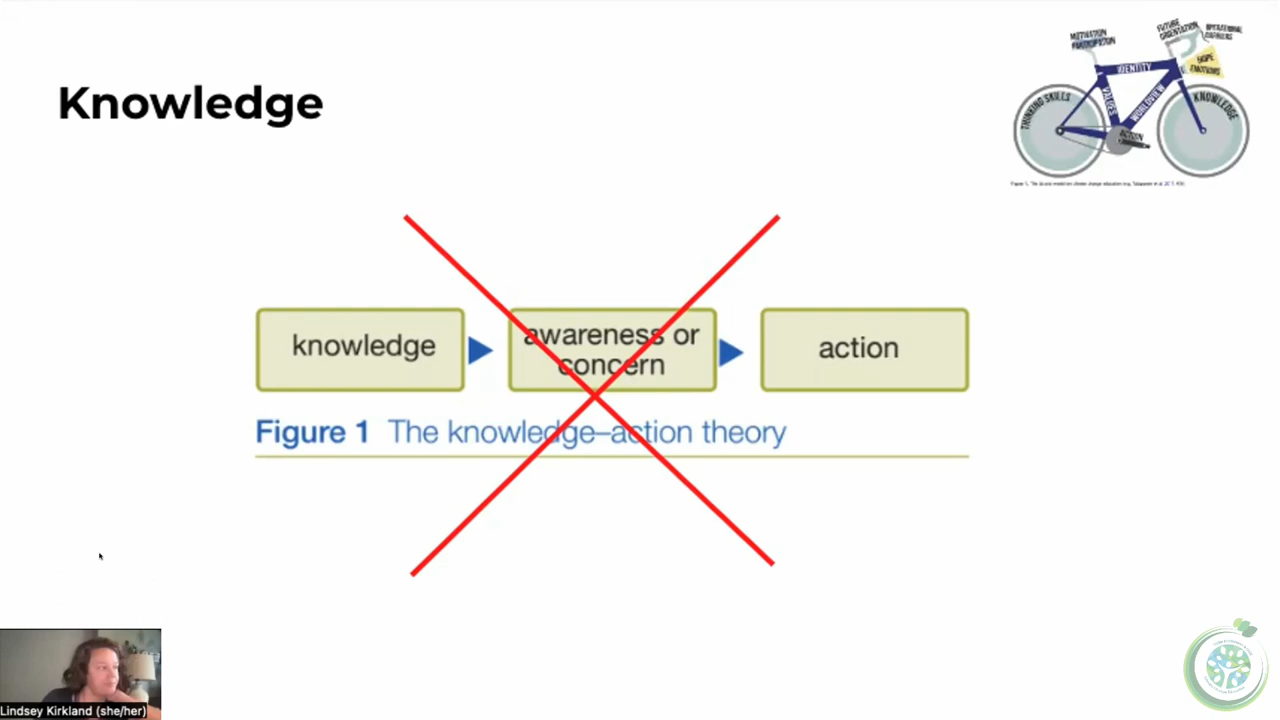 Knowledge
MOTIVATION
PARTICIPATION
FUTURE
ORIENTATION
OPERATIONAL
BARRIERS
HOPE
EMOTIONS
IDENTITY
VALUES
WORLDVIEW
THINKING SKILLS
KNOWLEDGE
ACTION
knowledge
awareness or
concern
action
Figure 1 The knowledge–action theory
Lindsey Kirkland (she/her)